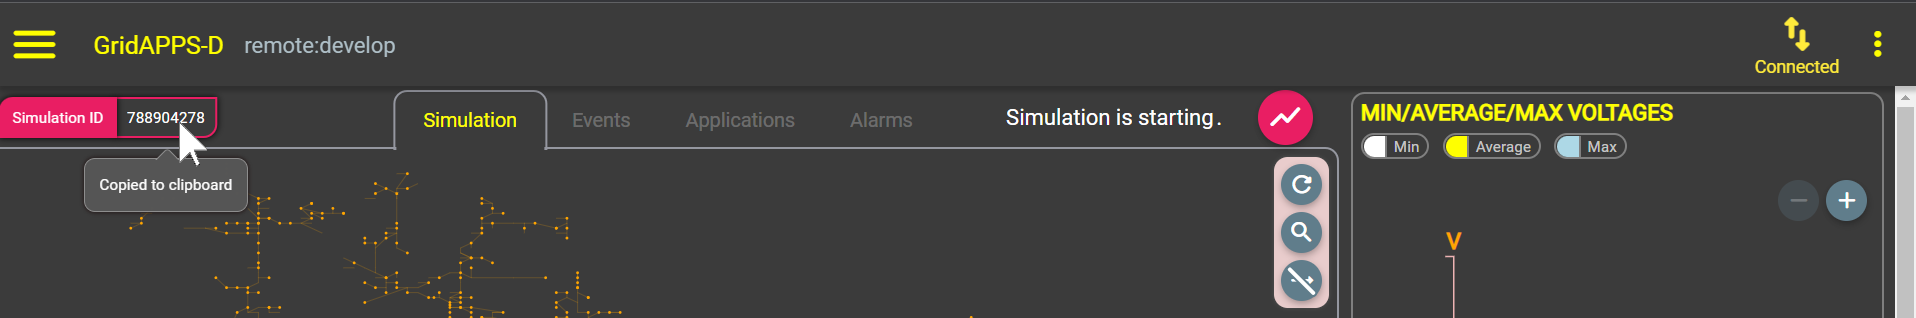 GridAPPS-D remote:develop
Connected
Simulation ID 788904278
Simulation Events Applications Alarms
Simulation is starting.
Copied to clipboard
MIN/AVERAGE/MAX VOLTAGES
Min Average Max
V